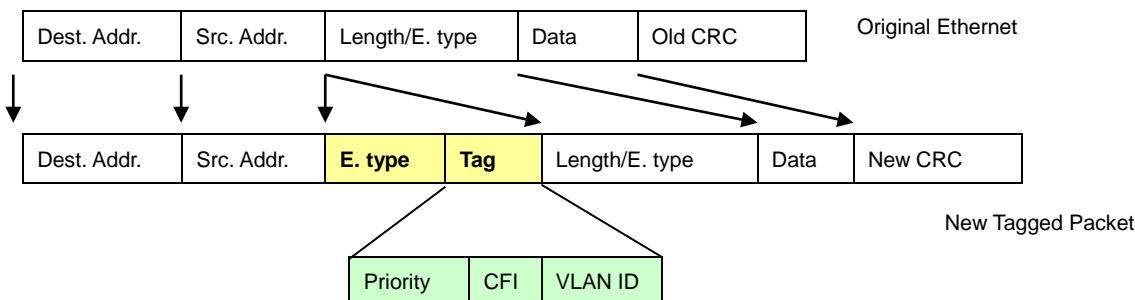 Dest. Addr. Src. Addr. Length/E. type Data Old CRC
Original Ethernet
Dest. Addr. Src. Addr. E. type Tag Length/E. type Data New CRC
New Tagged Packet
Priority CFI VLAN ID